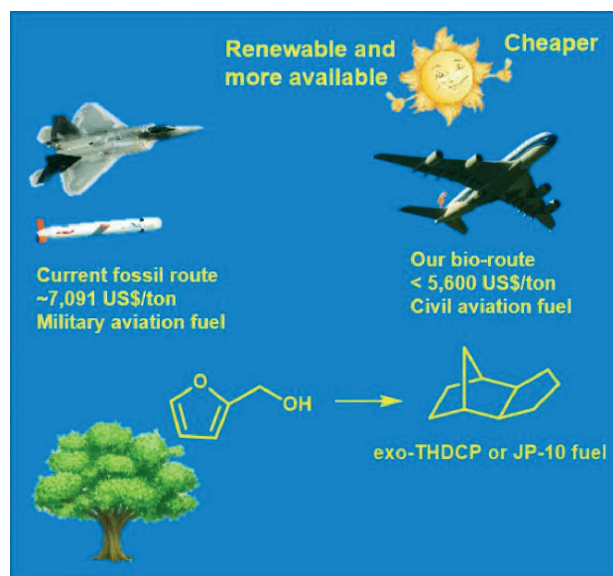 Renewable and
more available
Cheaper
Current fossil route
~7,091 US$/ton
Military aviation fuel
Our bio-route
< 5,600 US$/ton
Civil aviation fuel
O
OH
exo-THDCP or JP-10 fuel